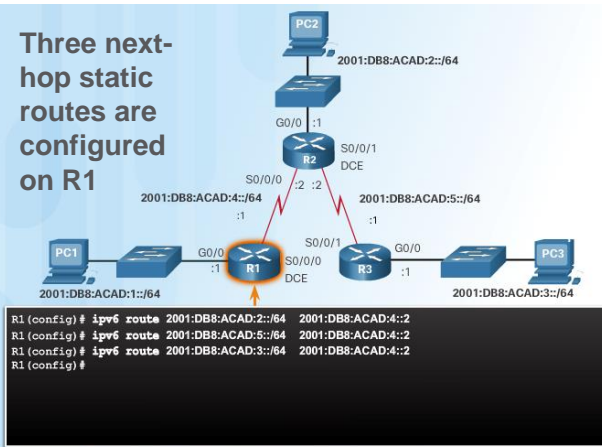 Three next-
hop static
routes are
configured
on R1
PC2
2001:DB8:ACAD:2::/64
G0/0 :1
R2
S0/0/1
DCE
S0/0/0 :2 :2
2001:DB8:ACAD:4::/64
:1
2001:DB8:ACAD:5::/64
:1
PC1
G0/0
:1
R1
S0/0/0
DCE
S0/0/1
R3
G0/0
:1
PC3
2001:DB8:ACAD:1::/64
2001:DB8:ACAD:3::/64
R1(config)# ipv6 route 2001:DB8:ACAD:2::/64 2001:DB8:ACAD:4::2
R1(config)# ipv6 route 2001:DB8:ACAD:5::/64 2001:DB8:ACAD:4::2
R1(config)# ipv6 route 2001:DB8:ACAD:3::/64 2001:DB8:ACAD:4::2
R1(config)#